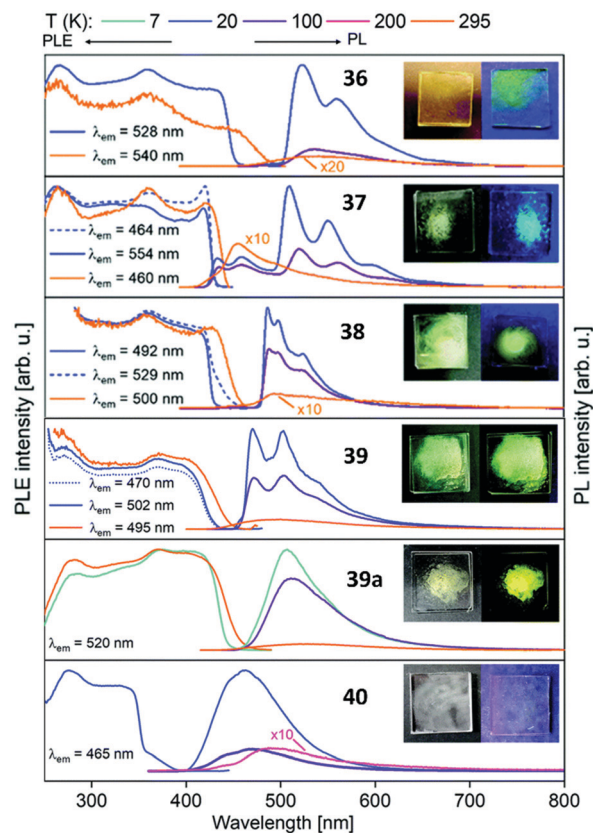 T (K): 7 20 100 200 295
PLE PL
36
λem = 528 nm
λem = 540 nm
x20
37
x10
λem = 464 nm
λem = 554 nm
λem = 460 nm
38
λem = 492 nm
λem = 529 nm
λem = 500 nm
x10
39
λem = 470 nm
λem = 502 nm
λem = 495 nm
39a
λem = 520 nm
40
x10
λem = 465 nm
PLE intensity [arb. u.]
PL intensity [arb. u.]
300 400 500 600 700 800
Wavelength [nm]